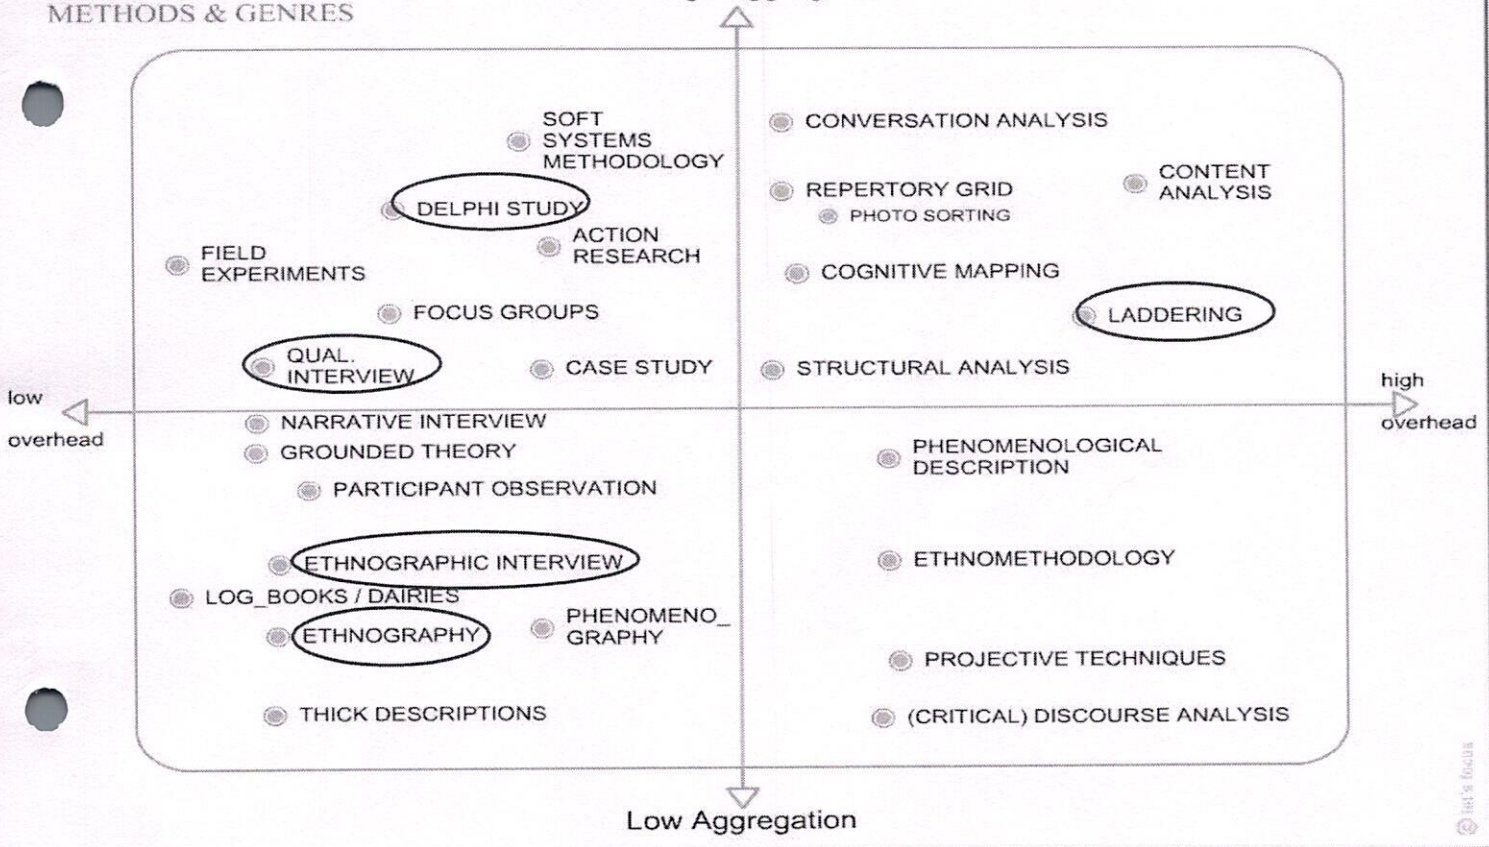 METHODS & GENRES
SOFT
SYSTEMS
METHODOLOGY
CONVERSATION ANALYSIS
CONTENT
ANALYSIS
DELPHI STUDY
REPERTORY GRID
PHOTO SORTING
ACTION
RESEARCH
FIELD
EXPERIMENTS
COGNITIVE MAPPING
FOCUS GROUPS
LADDERING
QUAL.
INTERVIEW
CASE STUDY
STRUCTURAL ANALYSIS
low
overhead
high
overhead
NARRATIVE INTERVIEW
GROUNDED THEORY
PHENOMENOLOGICAL
DESCRIPTION
PARTICIPANT OBSERVATION
ETHNOGRAPHIC INTERVIEW
ETHNOMETHODOLOGY
LOG_BOOKS / DAIRIES
ETHNOGRAPHY
PHENOMENO_
GRAPHY
PROJECTIVE TECHNIQUES
THICK DESCRIPTIONS
(CRITICAL) DISCOURSE ANALYSIS
Low Aggregation
© let's focus